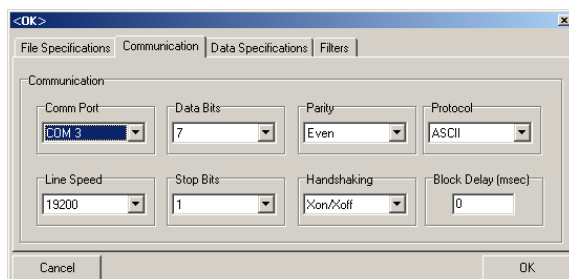 <OK>
File Specifications Communication Data Specifications Filters
Communication
Comm Port Data Bits Parity Protocol
COM 3 7 Even ASCII
Line Speed Stop Bits Handshaking Block Delay (msec)
19200 1 Xon/Xoff 0
Cancel OK